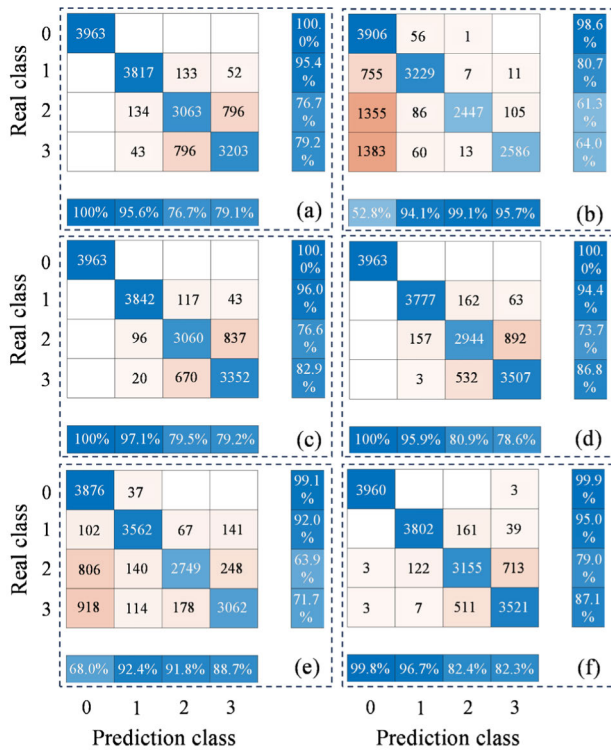 0 3963 100.0% 0 3906 56 1 98.6%
1 3817 133 52 95.4% 755 3229 7 11 80.7%
2 134 3063 796 76.7% 1355 86 2447 105 61.3%
3 43 796 3203 79.2% 1383 60 13 2586 64.0%
Real class
100% 95.6% 76.7% 79.1% (a) 52.8% 94.1% 99.1% 95.7% (b)
0 3963 100.0% 3963 100.0%
1 3842 117 43 96.0% 3777 162 63 94.4%
2 96 3060 837 76.6% 157 2944 892 73.7%
3 20 670 3352 82.9% 3 532 3507 86.8%
Real class
100% 97.1% 79.5% 79.2% (c) 100% 95.9% 80.9% 78.6% (d)
0 3876 37 99.1% 3960 3 99.9%
1 102 3562 67 141 92.0% 3802 161 39 95.0%
2 806 140 2749 248 63.9% 3 122 3155 713 79.0%
3 918 114 178 3062 71.7% 3 7 511 3521 87.1%
Real class
68.0% 92.4% 91.8% 88.7% (e) 99.8% 96.7% 82.4% 82.3% (f)
0 1 2 3 0 1 2 3
Prediction class Prediction class